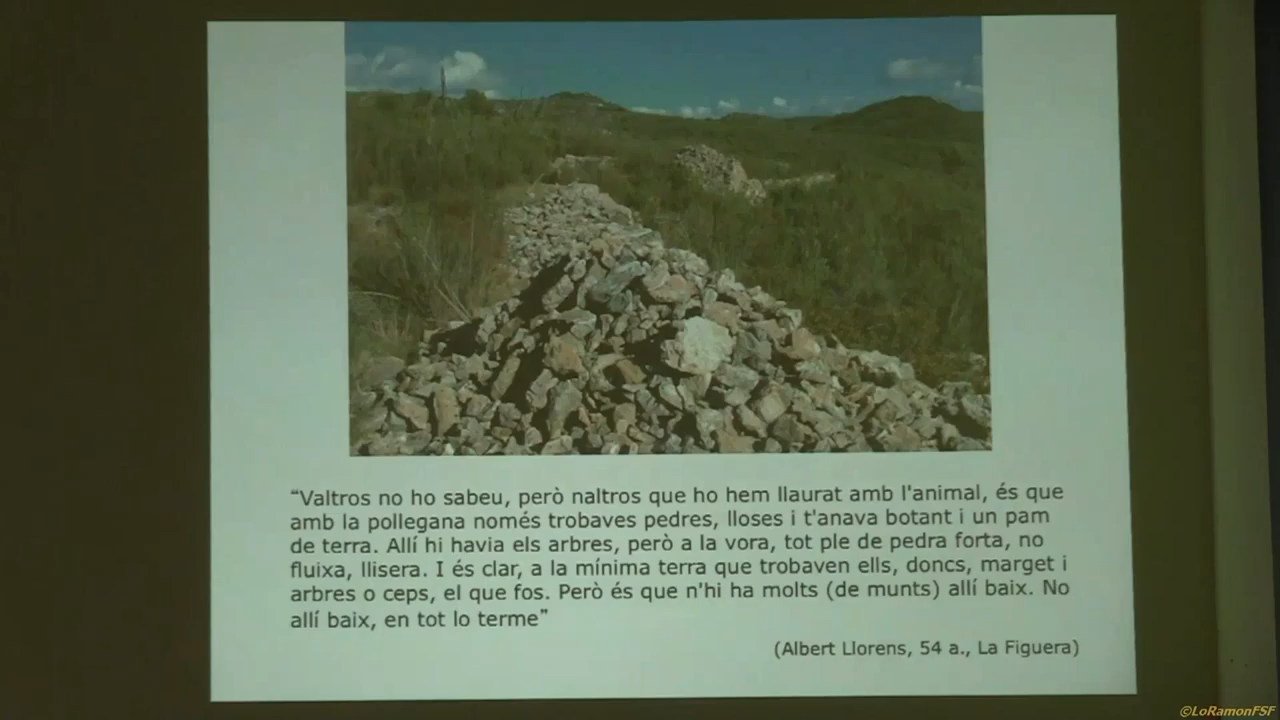 “Valtros no ho sabeu, però naltros que ho hem llaurat amb l'animal, és que
amb la pollegana només trobaves pedres, lloses i t'anava botant i un pam
de terra. Allí hi havia els arbres, però a la vora, tot ple de pedra forta, no
fluixa, llisera. I és clar, a la mínima terra que trobaven ells, doncs, marget i
arbres o ceps, el que fos. Però és que n'hi ha molts (de munts) allí baix. No
allí baix, en tot lo terme”
(Albert Llorens, 54 a., La Figuera)
©LoRamonFSF